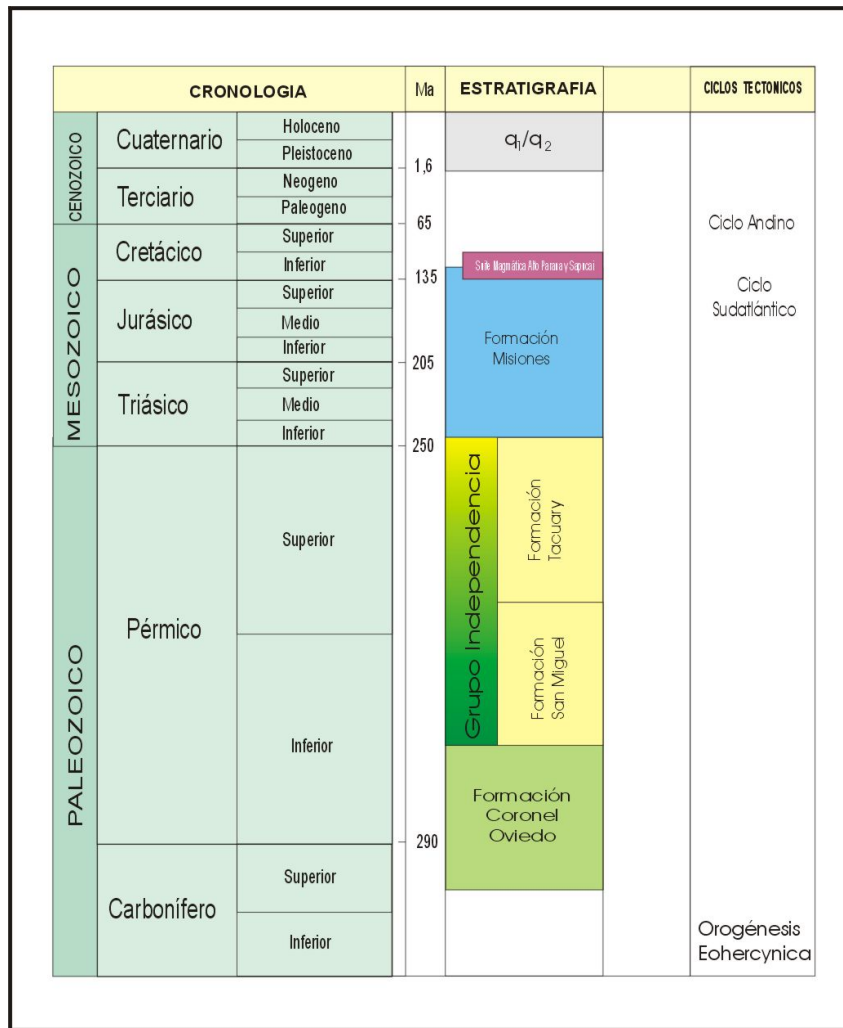 CRONOLOGIA
Ma
ESTRATIGRAFIA
CICLOS TECTONICOS
CENOZOICO
Cuaternario
Holoceno
Pleistoceno
1,6
q1/q2
Terciario
Neogeno
Paleogeno
65
Ciclo Andino
MESOZOICO
Cretácico
Superior
Inferior
135
Suite Magmática Alto Parana y Sapucai
Ciclo
Sudatlántico
Jurásico
Superior
Medio
Inferior
205
Formación
Misiones
Triásico
Superior
Medio
Inferior
250
PALEOZOICO
Pérmico
Superior
Inferior
290
Grupo Independencia
Formación
Tacuary
Formación
San Miguel
Formación
Coronel
Oviedo
Carbonífero
Superior
Inferior
Orogénesis
Eohercynica